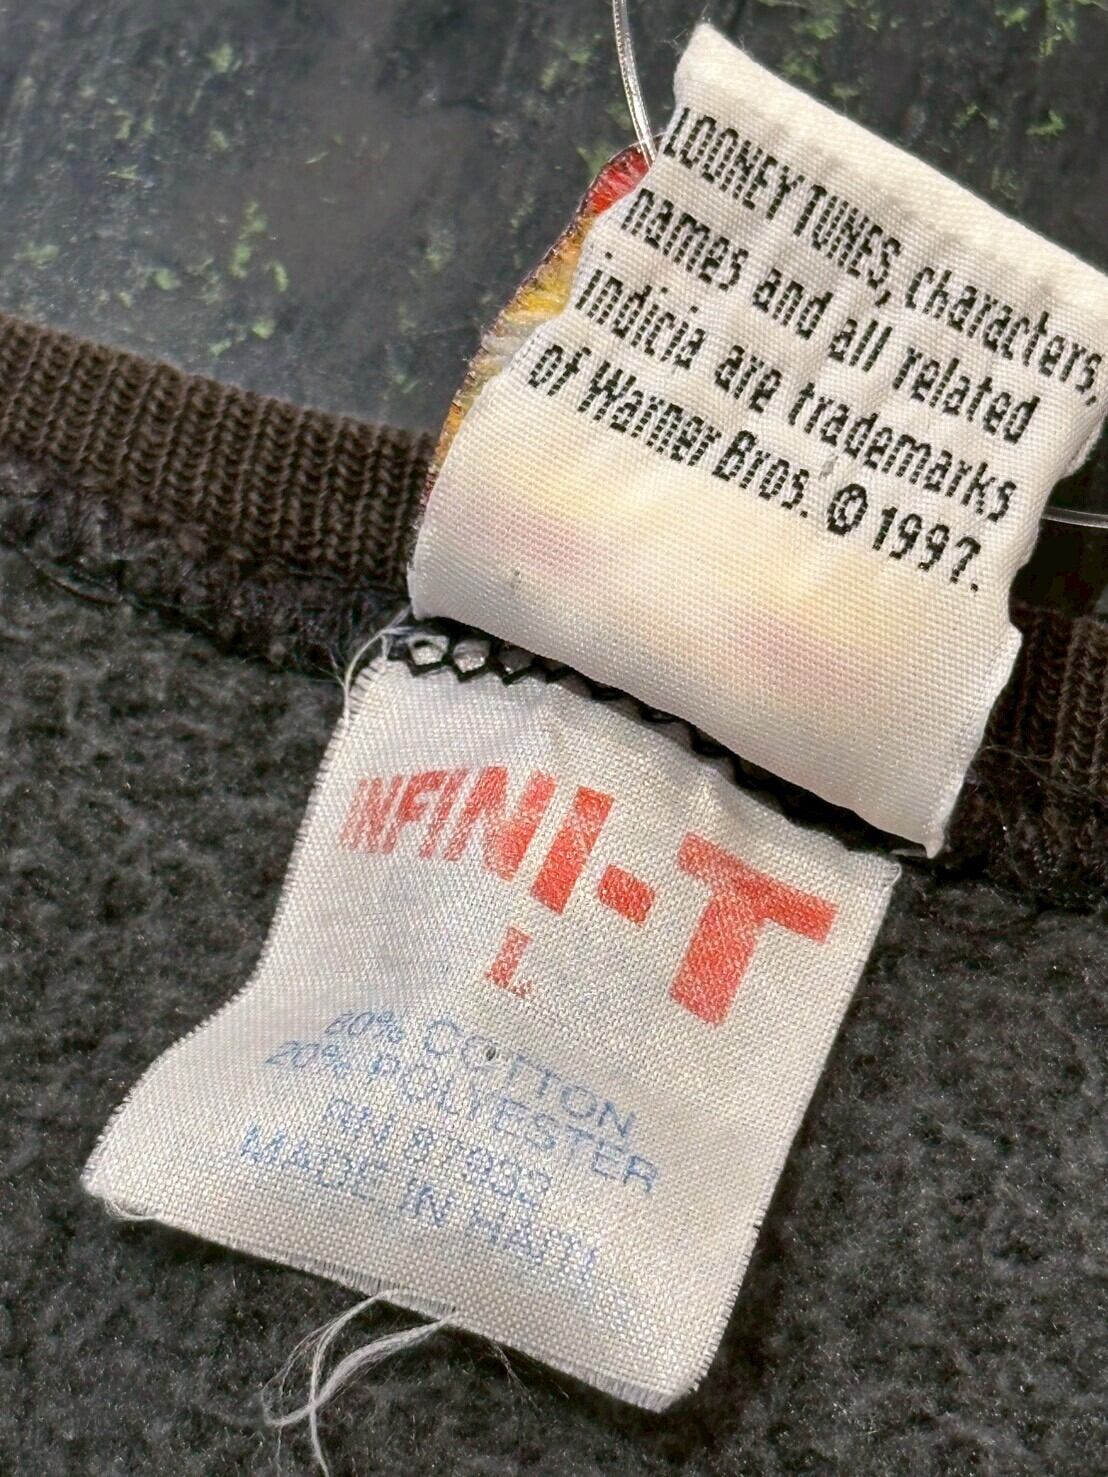 LOONEY TUNES, characters,
names and all related
indicia are trademarks
of Warner Bros. © 1997.
INFINI-T
L
80% COTTON
20% POLYESTER
RN
MADE IN HAITI